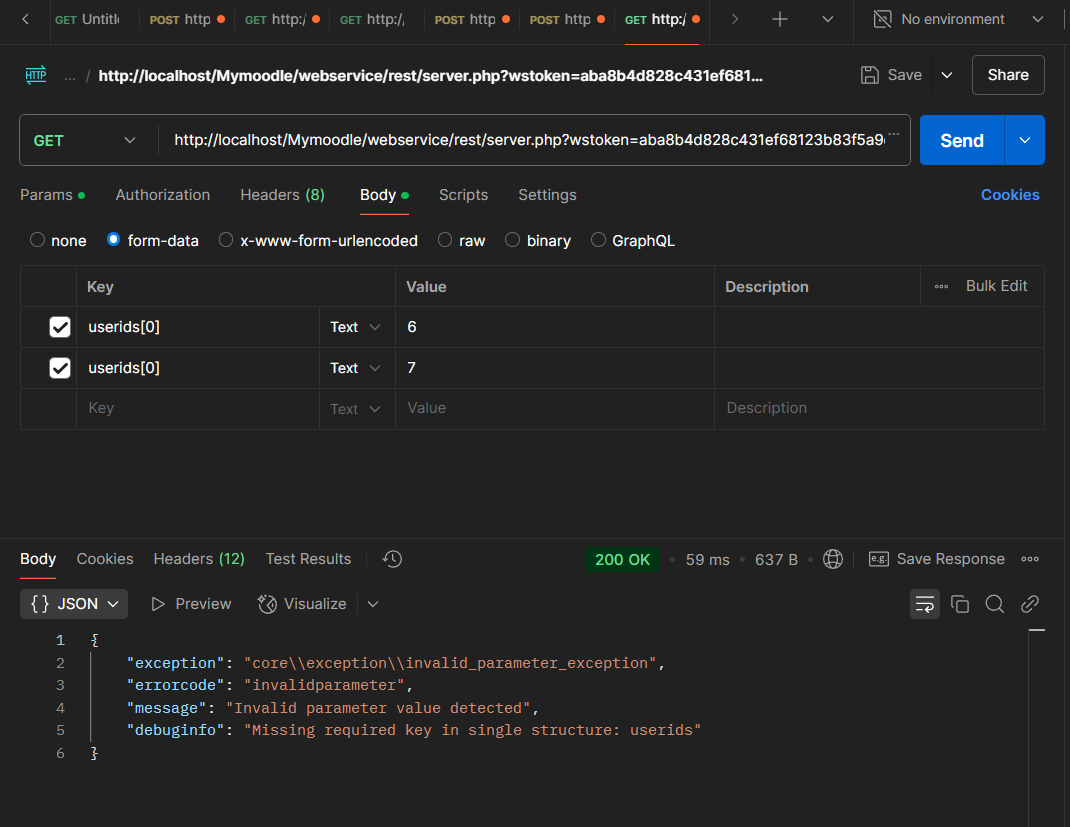 GET Untitl POST http GET http:/ GET http:/ POST http POST http GET http:/ No environment
HTTP ... / http://localhost/Mymoodle/webservice/rest/server.php?wstoken=aba8b4d828c431ef681... Save Share
GET http://localhost/Mymoodle/webservice/rest/server.php?wstoken=aba8b4d828c431ef68123b83f5a9 ... Send
Params Authorization Headers (8) Body Scripts Settings Cookies
none form-data x-www-form-urlencoded raw binary GraphQL
Key Value Description Bulk Edit
userids[0] Text 6
userids[0] Text 7
Key Text Value Description
Body Cookies Headers (12) Test Results 200 OK 59 ms 637 B e.g. Save Response
{} JSON Preview Visualize
1 {
2 "exception": "core\\exception\\invalid_parameter_exception",
3 "errorcode": "invalidparameter",
4 "message": "Invalid parameter value detected",
5 "debuginfo": "Missing required key in single structure: userids"
6 }